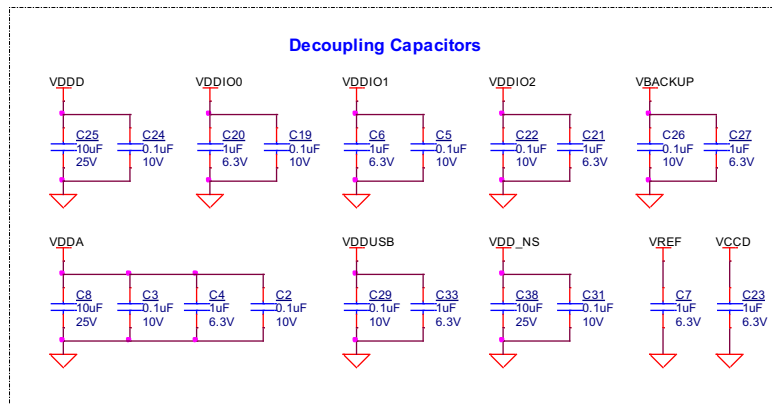 Decoupling Capacitors
VDDD
VDDIO0
VDDIO1
VDDIO2
VBACKUP
C25
10uF
25V
C24
0.1uF
10V
C20
1uF
6.3V
C19
0.1uF
10V
C6
1uF
6.3V
C5
0.1uF
10V
C22
0.1uF
10V
C21
1uF
6.3V
C26
0.1uF
10V
C27
1uF
6.3V
VDDA
VDDUSB
VDD_NS
VREF
VCCD
C8
10uF
25V
C3
0.1uF
10V
C4
1uF
6.3V
C2
0.1uF
10V
C29
0.1uF
10V
C33
1uF
6.3V
C38
10uF
25V
C31
0.1uF
10V
C7
1uF
6.3V
C23
1uF
6.3V